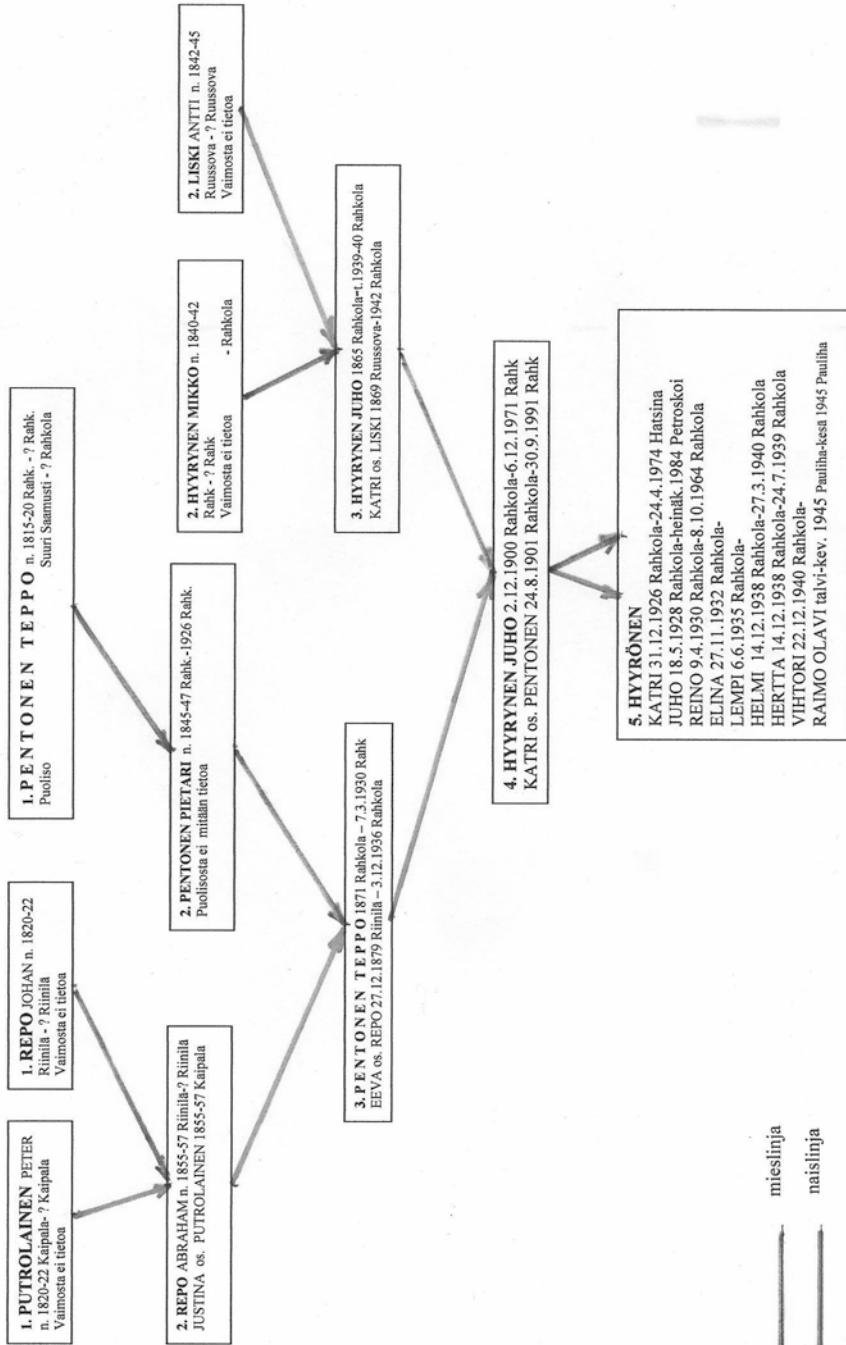 1. PUTROLAINEN PETER
n. 1820-22 Kaipala- ? Kaipala
Vaimosta ei tietoa
1. REPO JOHAN n. 1820-22
Riinilä - ? Riinilä
Vaimosta ei tietoa
1. PENTONEN TEPPO n. 1815-20 Rahk. - ? Rahk.
Puoliso Suuri Saamusti - ? Rahkola
2. REPO ABRAHAM n. 1855-57 Riinilä-? Riinilä
JUSTINA os. PUTROLAINEN 1855-57 Kaipala
2. PENTONEN PIETARI n. 1845-47 Rahk.-1926 Rahk.
Puolisosta ei mitään tietoa
2. HYYRYNEN MIKKO n. 1840-42
Rahk - ? Rahk
Vaimosta ei tietoa - Rahkola
2. LISKI ANTTI n. 1842-45
Ruussova - ? Ruussova
Vaimosta ei tietoa
3. PENTONEN TEPPO 1871 Rahkola – 7.3.1930 Rahk
EEVA os. REPO 27.12.1879 Riinilä – 3.12.1936 Rahkola
3. HYYRYNEN JUHO 1865 Rahkola-t.1939-40 Rahkola
KATRI os. LISKI 1869 Ruussova-1942 Rahkola
4. HYYRYNEN JUHO 2.12.1900 Rahkola-6.12.1971 Rahk
KATRI os. PENTONEN 24.8.1901 Rahkola-30.9.1991 Rahk
5. HYYRÖNEN
KATRI 31.12.1926 Rahkola-24.4.1974 Hatsina
JUHO 18.5.1928 Rahkola-heinäk.1984 Petroskoi
REINO 9.4.1930 Rahkola-8.10.1964 Rahkola
ELINA 27.11.1932 Rahkola-
LEMPI 6.6.1935 Rahkola-
HELMI 14.12.1938 Rahkola-27.3.1940 Rahkola
HERTTA 14.12.1938 Rahkola-24.7.1939 Rahkola
VIHTORI 22.12.1940 Rahkola-
RAIMO OLAVI talvi-kev. 1945 Pauliha-kesä 1945 Pauliha
mieslinja
naislinja